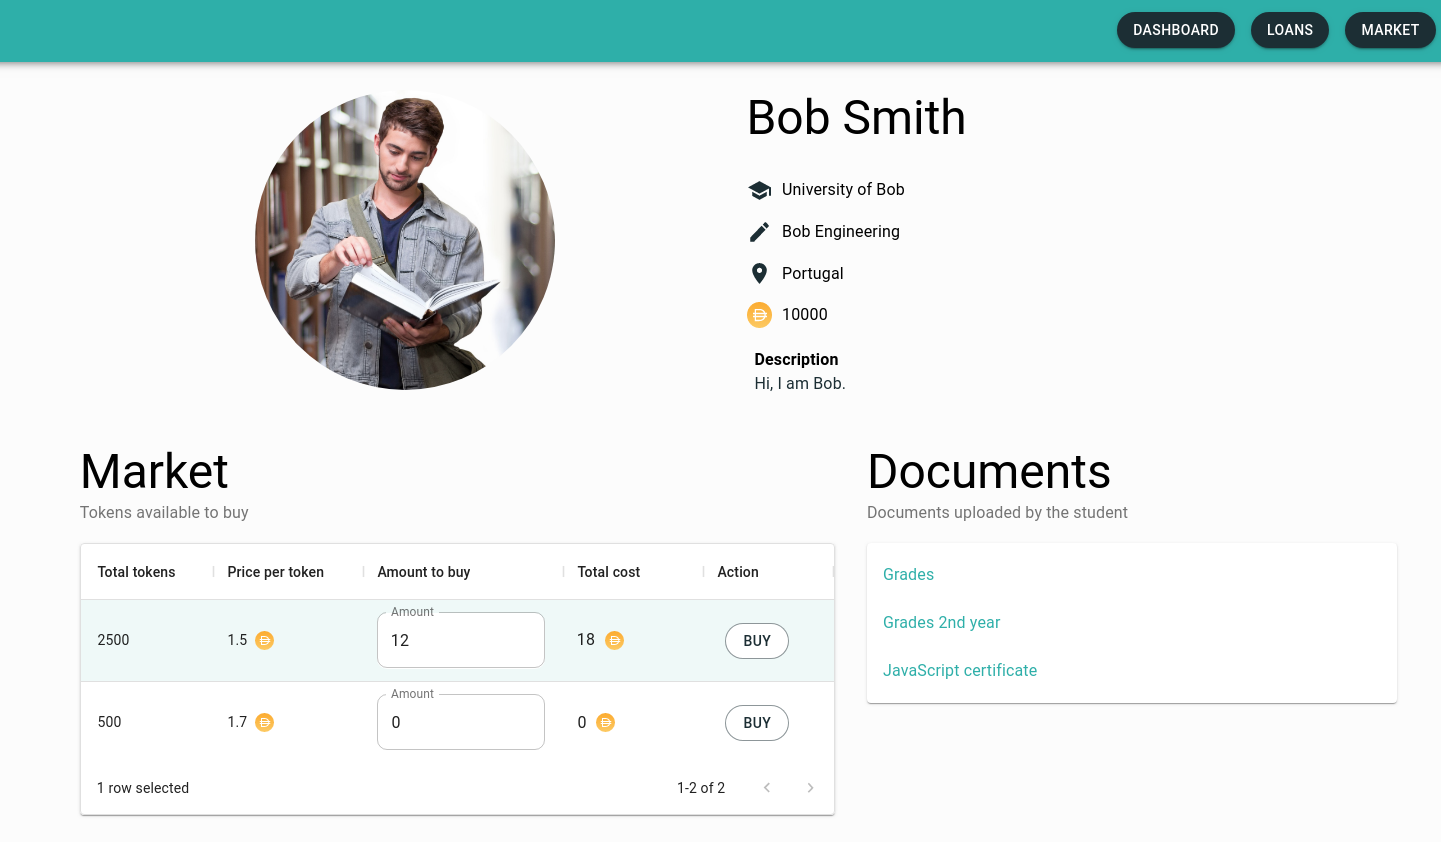 DASHBOARD LOANS MARKET
Bob Smith
University of Bob
Bob Engineering
Portugal
10000
Description
Hi, I am Bob.
Market
Tokens available to buy
Total tokens Price per token Amount to buy Total cost Action
Amount
2500 1.5 12 18 BUY
Amount
500 1.7 0 0 BUY
1 row selected 1-2 of 2
Documents
Documents uploaded by the student
Grades
Grades 2nd year
JavaScript certificate